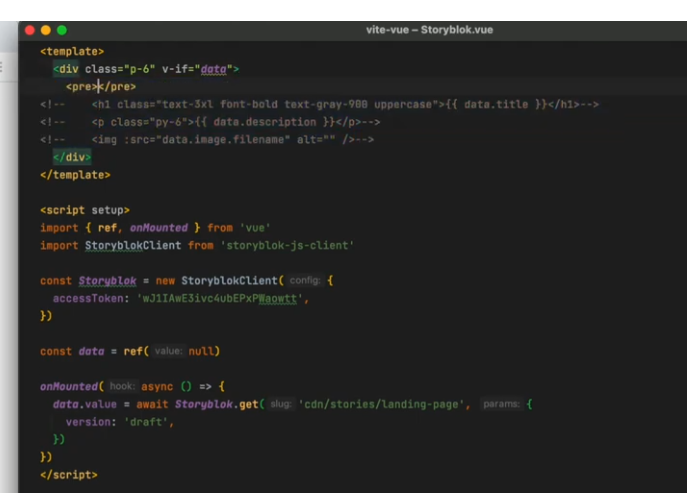 vite-vue – Storyblok.vue
<template>
<div class="p-6" v-if="data">
<pre></pre>
<!-- <h1 class="text-3xl font-bold text-gray-900 uppercase">{{ data.title }}</h1>-->
<!-- <p class="py-6">{{ data.description }}</p>-->
<!-- <img :src="data.image.filename" alt="" />-->
</div>
</template>
<script setup>
import { ref, onMounted } from 'vue'
import StoryblokClient from 'storyblok-js-client'
const Storyblok = new StoryblokClient( config: {
accessToken: 'wJ1IAwE3ivc4ubEPxPWaowtt',
})
const data = ref( value: null)
onMounted( hook: async () => {
data.value = await Storyblok.get( slug: 'cdn/stories/landing-page', params: {
version: 'draft',
})
})
</script>